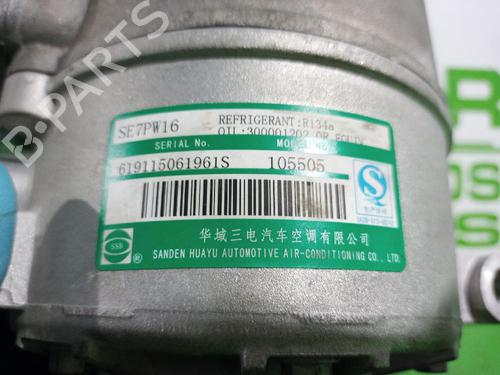 B-PARTS
SE7PW16
REFRIGERANT:R134a
OIL:300001202 OR EQUIV
SERIAL No.
MODEL No.
619115061961S
105505
SSB
®
华域三电汽车空调有限公司
SANDEN HUAYU AUTOMOTIVE AIR-CONDITIONING CO., LTD.